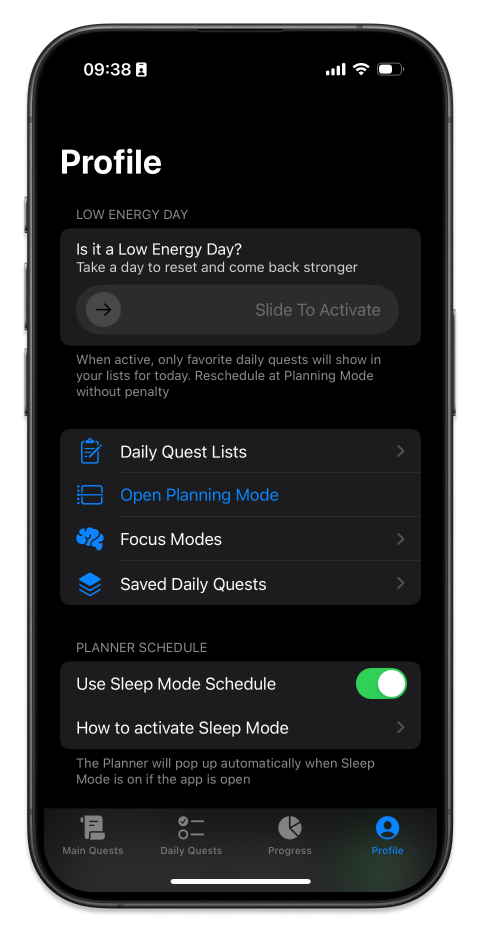 09:38
Profile
LOW ENERGY DAY
Is it a Low Energy Day?
Take a day to reset and come back stronger
Slide To Activate
When active, only favorite daily quests will show in
your lists for today. Reschedule at Planning Mode
without penalty
Daily Quest Lists
Open Planning Mode
Focus Modes
Saved Daily Quests
PLANNER SCHEDULE
Use Sleep Mode Schedule
How to activate Sleep Mode
The Planner will pop up automatically when Sleep
Mode is on if the app is open
Main Quests
Daily Quests
Progress
Profile